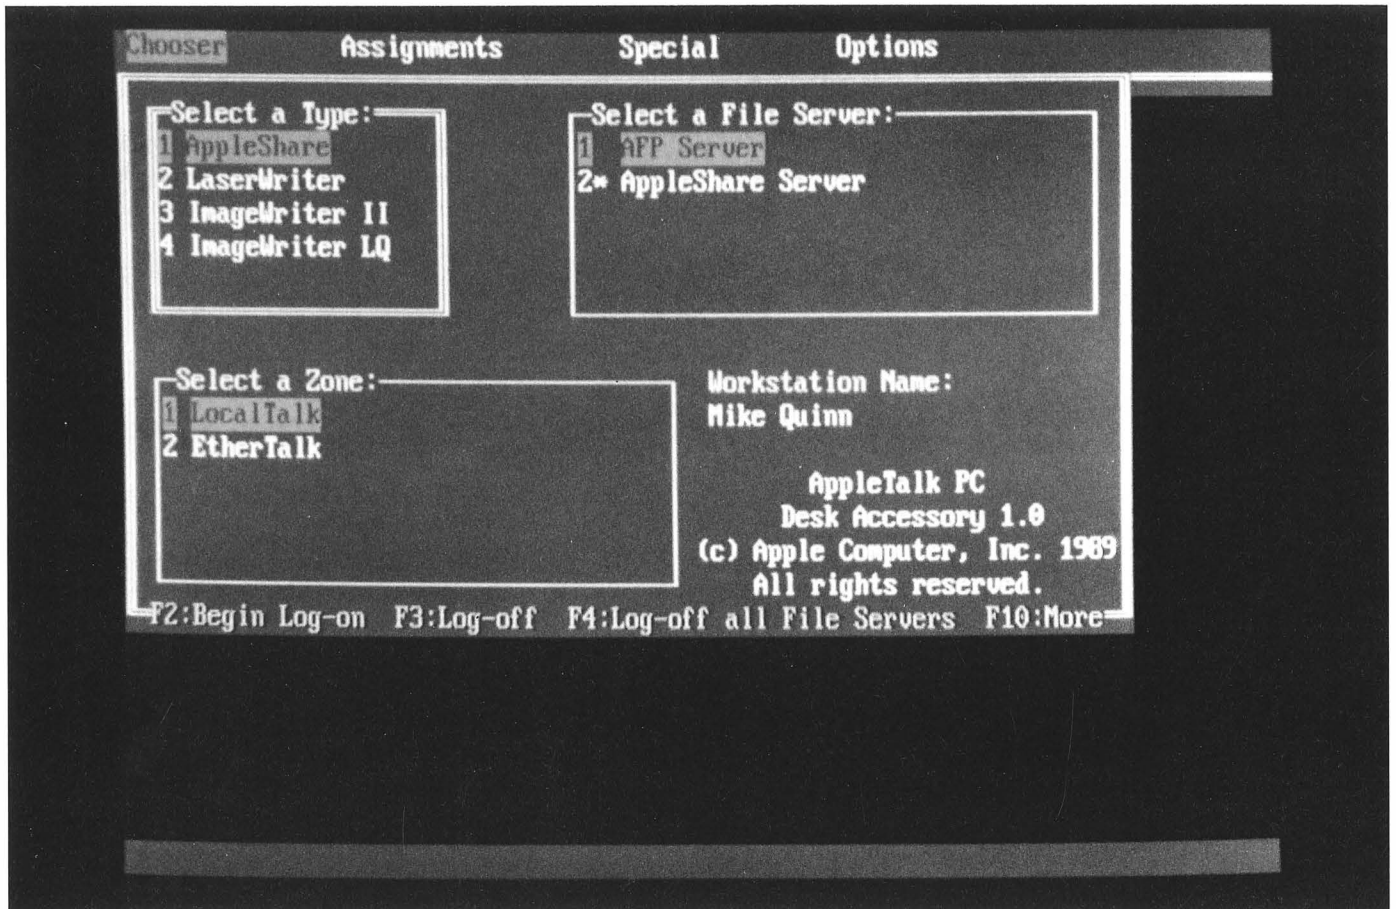 Chooser Assignments Special Options
Select a Type:
1 AppleShare
2 LaserWriter
3 ImageWriter II
4 ImageWriter LQ
Select a File Server:
1 AFP Server
2* AppleShare Server
Select a Zone:
1 LocalTalk
2 EtherTalk
Workstation Name:
Mike Quinn
AppleTalk PC
Desk Accessory 1.0
(c) Apple Computer, Inc. 1989
All rights reserved.
F2:Begin Log-on F3:Log-off F4:Log-off all File Servers F10:More